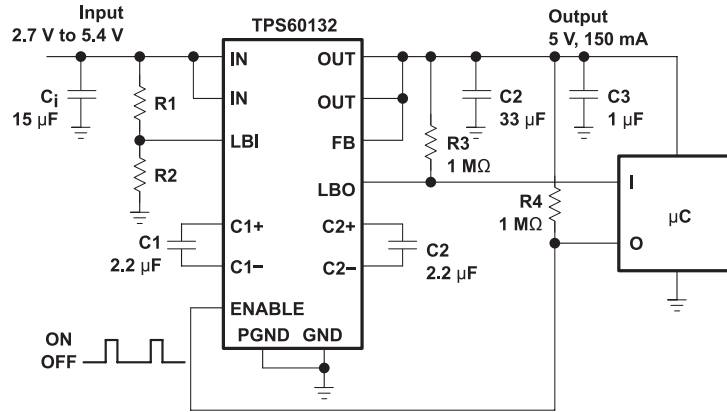 Input
2.7 V to 5.4 V
TPS60132
Output
5 V, 150 mA
IN
OUT
Ci
15 µF
R1
IN
OUT
C2
33 µF
C3
1 µF
LBI
FB
R3
1 MΩ
R2
LBO
I
R4
1 MΩ
µC
C1
2.2 µF
C1+
C2+
C2
2.2 µF
O
C1−
C2−
ENABLE
PGND GND
ON
OFF